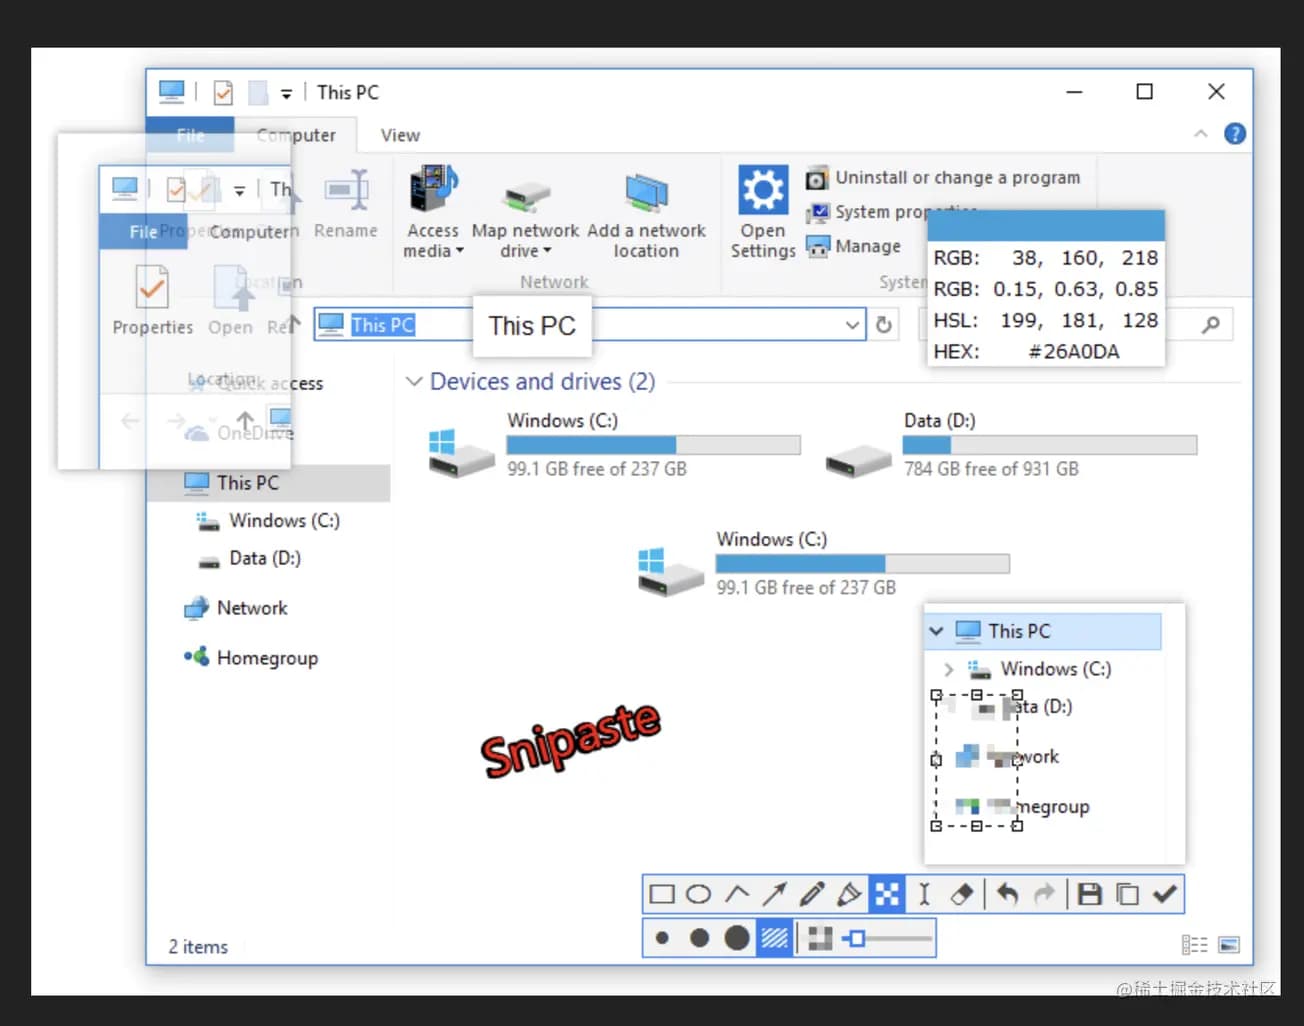 This PC
File
Computer
View
Th
File
Computer
Properties
Open
Location
Rename
Access media
Map network drive
Add a network location
Network
Open Settings
Uninstall or change a program
System
Manage
System
RGB: 38, 160, 218
RGB: 0.15, 0.63, 0.85
HSL: 199, 181, 128
HEX: #26A0DA
Properties
Open
Location
This PC
This PC
Quick access
OneDrive
This PC
Windows (C:)
Data (D:)
Network
Homegroup
Devices and drives (2)
Windows (C:)
99.1 GB free of 237 GB
Data (D:)
784 GB free of 931 GB
Windows (C:)
99.1 GB free of 237 GB
This PC
Windows (C:)
ata (D:)
work
megroup
Snipaste
2 items
@稀土掘金技术社区